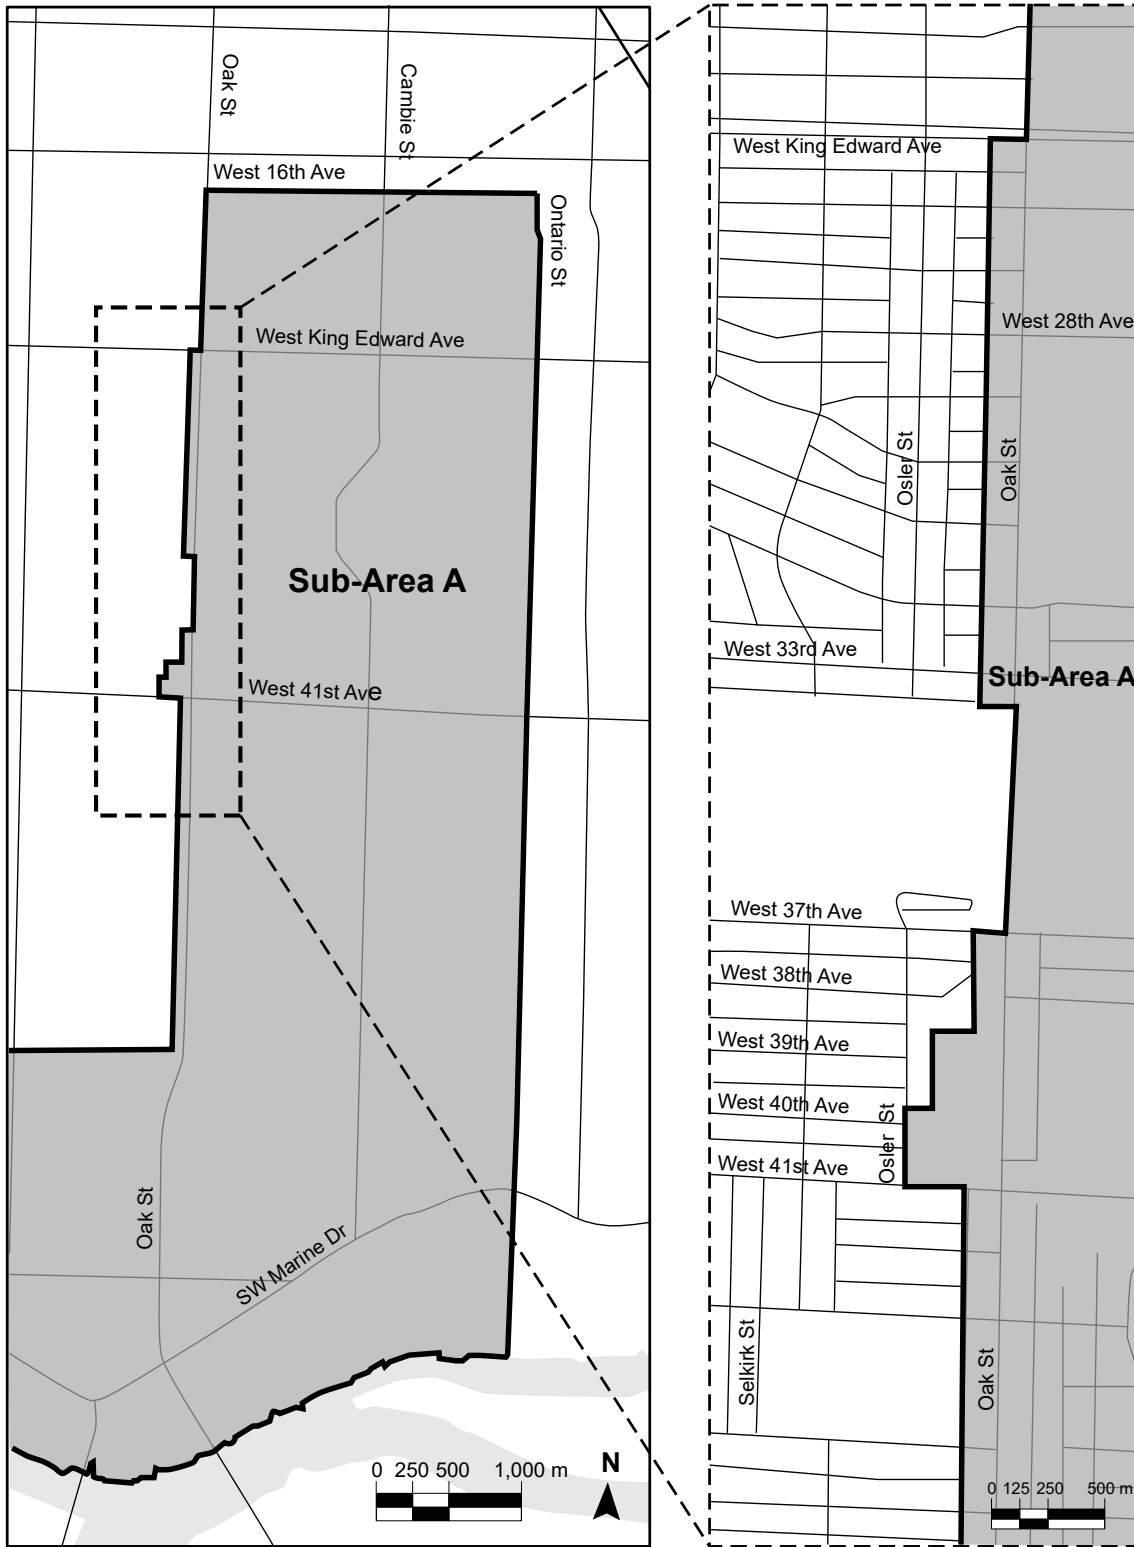 Oak St
Cambie St
West 16th Ave
Ontario St
West King Edward Ave
Sub-Area A
West 41st Ave
Oak St
SW Marine Dr
0 250 500 1,000 m
N
West King Edward Ave
West 28th Ave
Osler St
Oak St
West 33rd Ave
Sub-Area A
West 37th Ave
West 38th Ave
West 39th Ave
West 40th Ave
Osler St
West 41st Ave
Selkirk St
Oak St
0 125 250 500 m